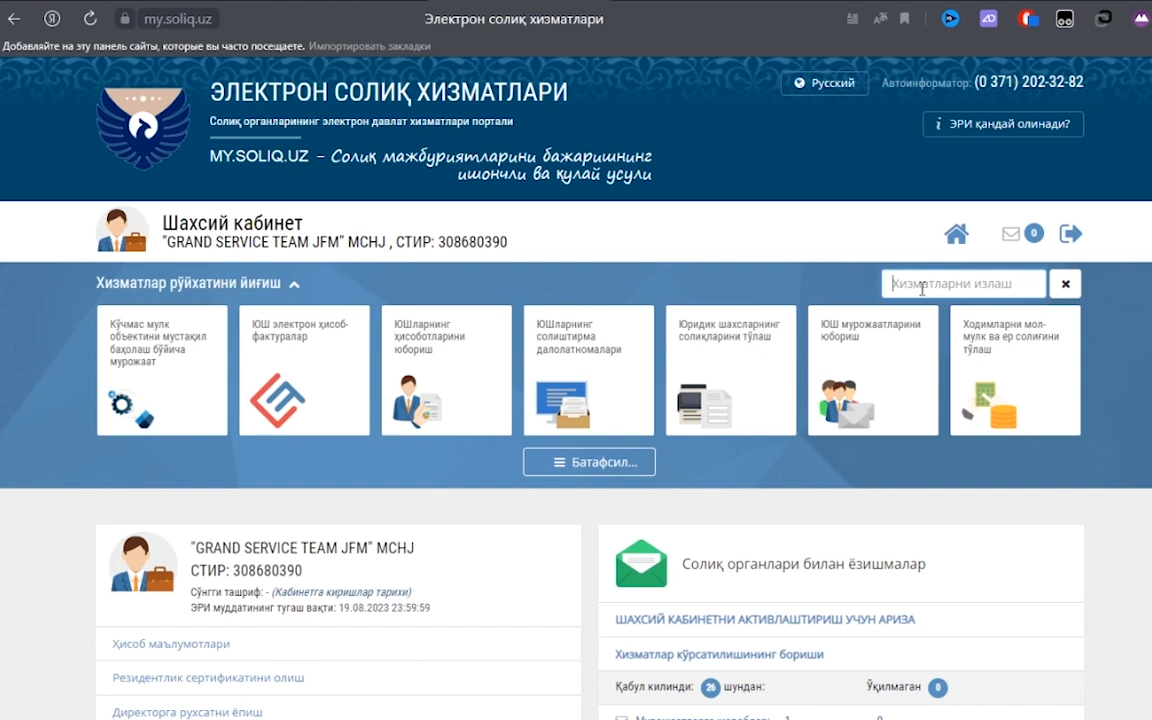 my.soliq.uz
Электрон солиқ хизматлари
Добавляйте на эту панель сайты, которые вы часто посещаете. Импортировать закладки
ЭЛЕКТРОН СОЛИҚ ХИЗМАТЛАРИ
Солиқ органларининг электрон давлат хизматлари портали
MY.SOLIQ.UZ – Солиқ мажбуриятларини бажаришнинг
ишончли ва қулай усули
Русский
Автоинформатор: (0 371) 202-32-82
i ЭРИ қандай олинади?
Шахсий кабинет
"GRAND SERVICE TEAM JFM" MCHJ , СТИР: 308680390
0
Хизматлар рўйхатини йиғиш
Хизматларни излаш
Кўчмас мулк
объектини мустақил
баҳолаш бўйича
мурожаат
ЮШ электрон ҳисоб-
фактуралар
ЮШларнинг
ҳисоботларини
юбориш
ЮШларнинг
солиштирма
далолатномалари
Юридик шахсларнинг
солиқларини тўлаш
ЮШ мурожаатларини
юбориш
Ходимларни мол-
мулк ва ер солиғини
тўлаш
Батафсил...
"GRAND SERVICE TEAM JFM" MCHJ
СТИР: 308680390
Сўнгги ташриф: - (Кабинетга киришлар тарихи)
ЭРИ муддатининг тугаш вақти: 19.08.2023 23:59:59
Ҳисоб маълумотлари
Резидентлик сертификатини олиш
Директорга рухсатни ёпиш
Солиқ органлари билан ёзишмалар
ШАХСИЙ КАБИНЕТНИ АКТИВЛАШТИРИШ УЧУН АРИЗА
Хизматлар кўрсатилишининг бориши
Қабул килинди: 26 шундан:
Ўқилмаган 0